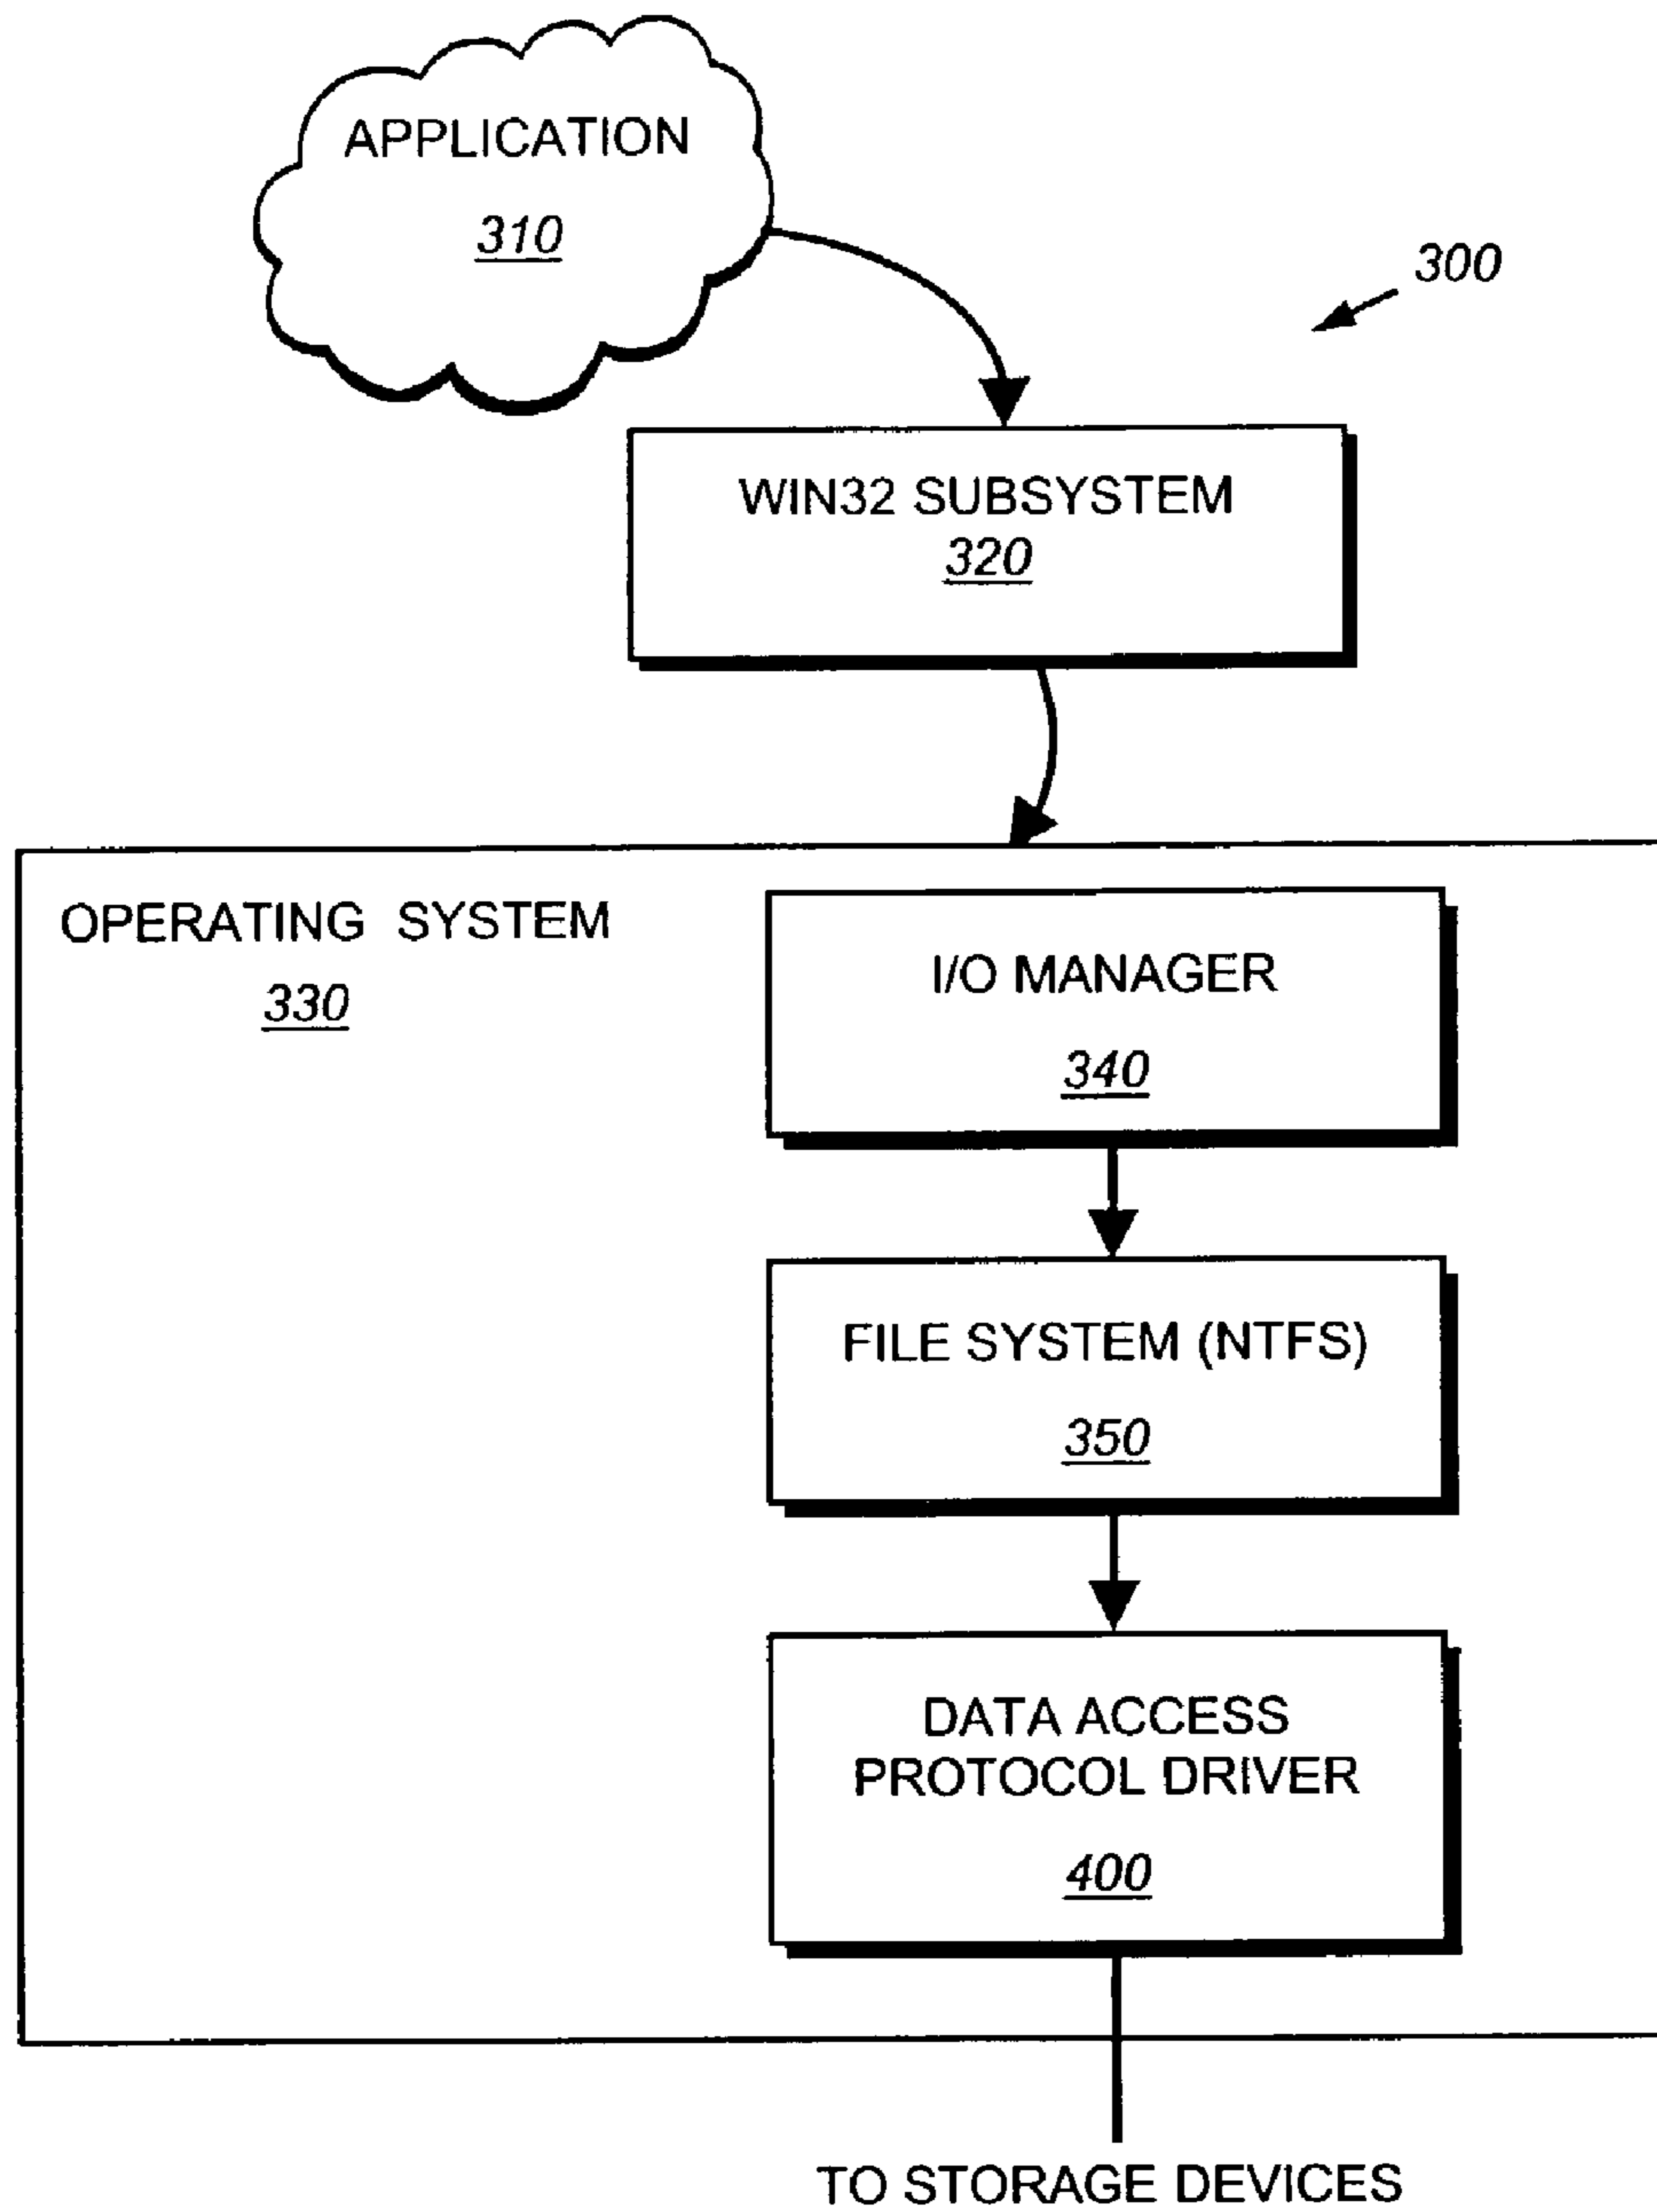 APPLICATION
310
300
WIN32 SUBSYSTEM
320
OPERATING SYSTEM
330
I/O MANAGER
340
FILE SYSTEM (NTFS)
350
DATA ACCESS
PROTOCOL DRIVER
400
TO STORAGE DEVICES